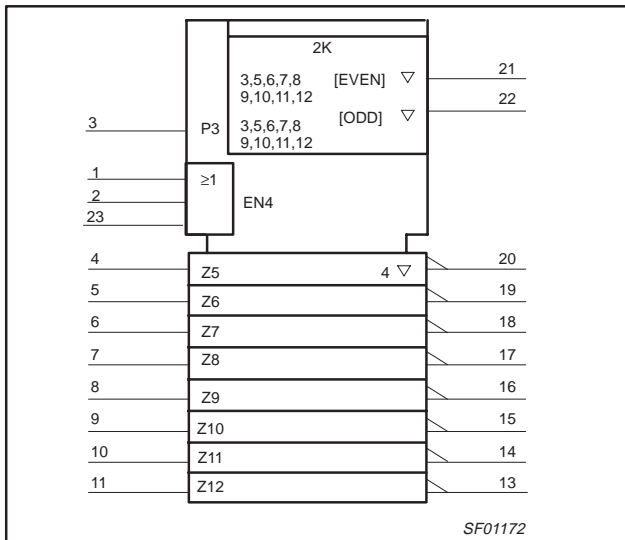 2K
3,5,6,7,8 [EVEN] ▽ 21
9,10,11,12
22
[ODD] ▽
3 P3 3,5,6,7,8
9,10,11,12
1 ≥1
2 EN4
23
4 Z5 4 ▽ 20
5 Z6 19
6 Z7 18
7 Z8 17
8 Z9 16
9 Z10 15
10 Z11 14
11 Z12 13
SF01172